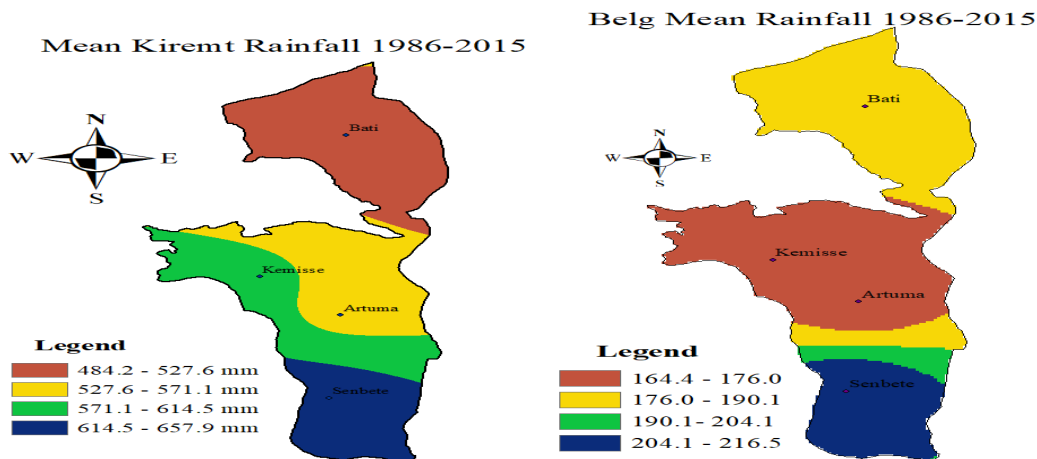 Mean Kiremt Rainfall 1986-2015
N
W
E
S
Bati
Kemisse
Artuma
Senbete
Legend
484.2 - 527.6 mm
527.6 - 571.1 mm
571.1 - 614.5 mm
614.5 - 657.9 mm
Belg Mean Rainfall 1986-2015
N
W
E
S
Bati
Kemisse
Artuma
Senbete
Legend
164.4 - 176.0
176.0 - 190.1
190.1- 204.1
204.1 - 216.5